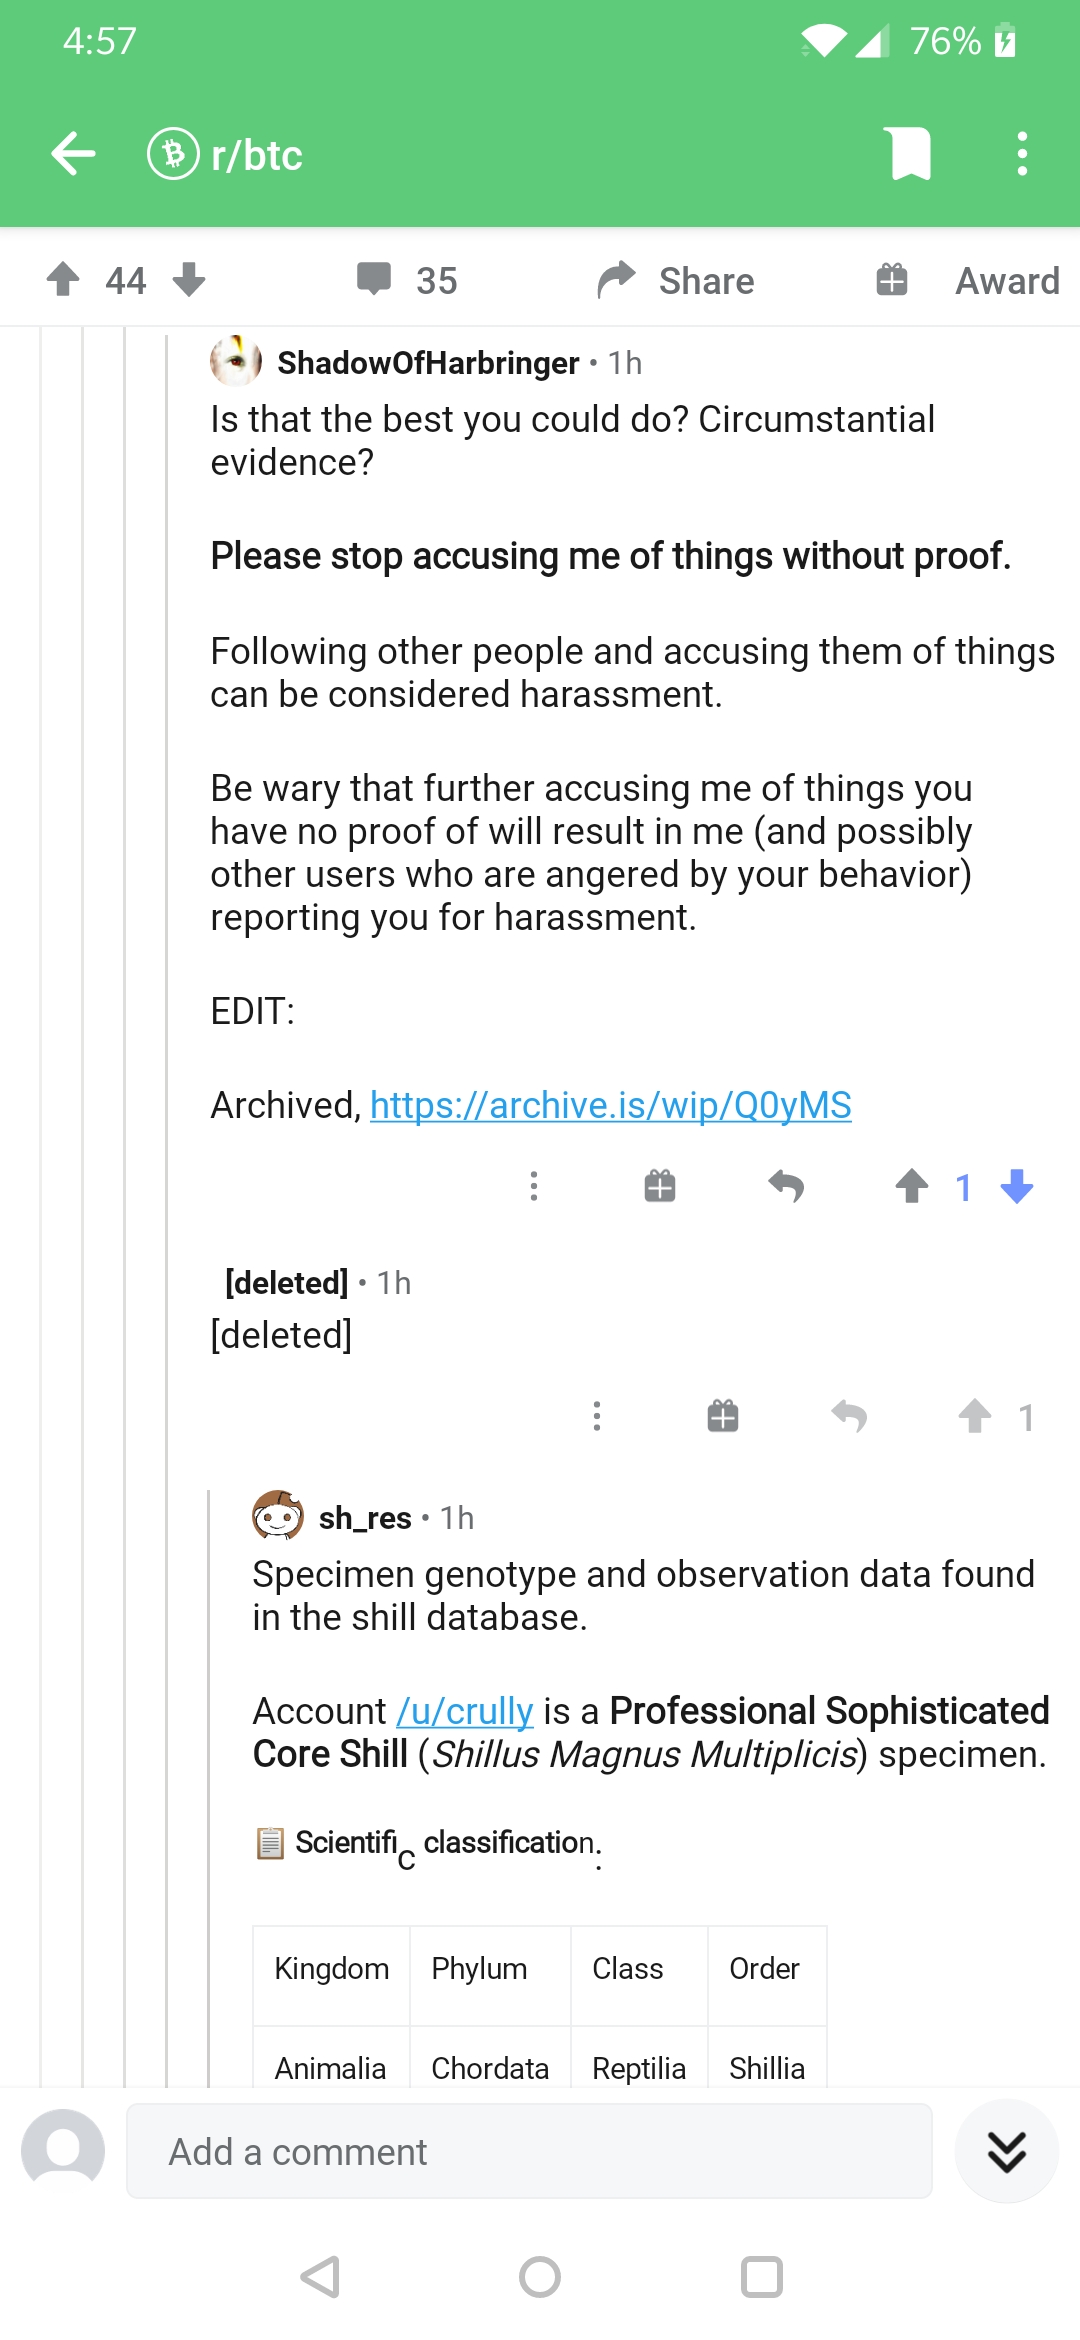 4:57
76%
r/btc
44
35
Share
Award
ShadowOfHarbringer • 1h
Is that the best you could do? Circumstantial
evidence?
Please stop accusing me of things without proof.
Following other people and accusing them of things
can be considered harassment.
Be wary that further accusing me of things you
have no proof of will result in me (and possibly
other users who are angered by your behavior)
reporting you for harassment.
EDIT:
Archived, https://archive.is/wip/Q0yMS
1
[deleted] • 1h
[deleted]
1
sh_res • 1h
Specimen genotype and observation data found
in the shill database.
Account /u/crully is a Professional Sophisticated
Core Shill (Shillus Magnus Multiplicis) specimen.
Scientific classification:
Kingdom Phylum Class Order
Animalia Chordata Reptilia Shillia
Add a comment